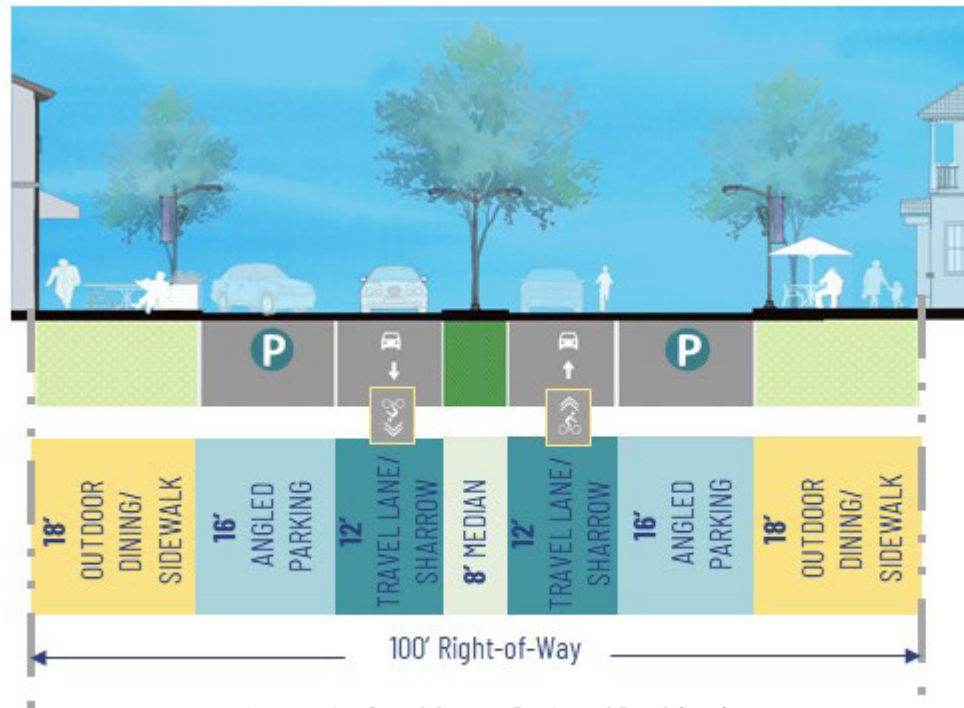 P
P
18'
OUTDOOR
DINING/
SIDEWALK
16'
ANGLED
PARKING
12'
TRAVEL LANE/
SHARROW
8' MEDIAN
12'
TRAVEL LANE/
SHARROW
16'
ANGLED
PARKING
18'
OUTDOOR
DINING/
SIDEWALK
100' Right-of-Way